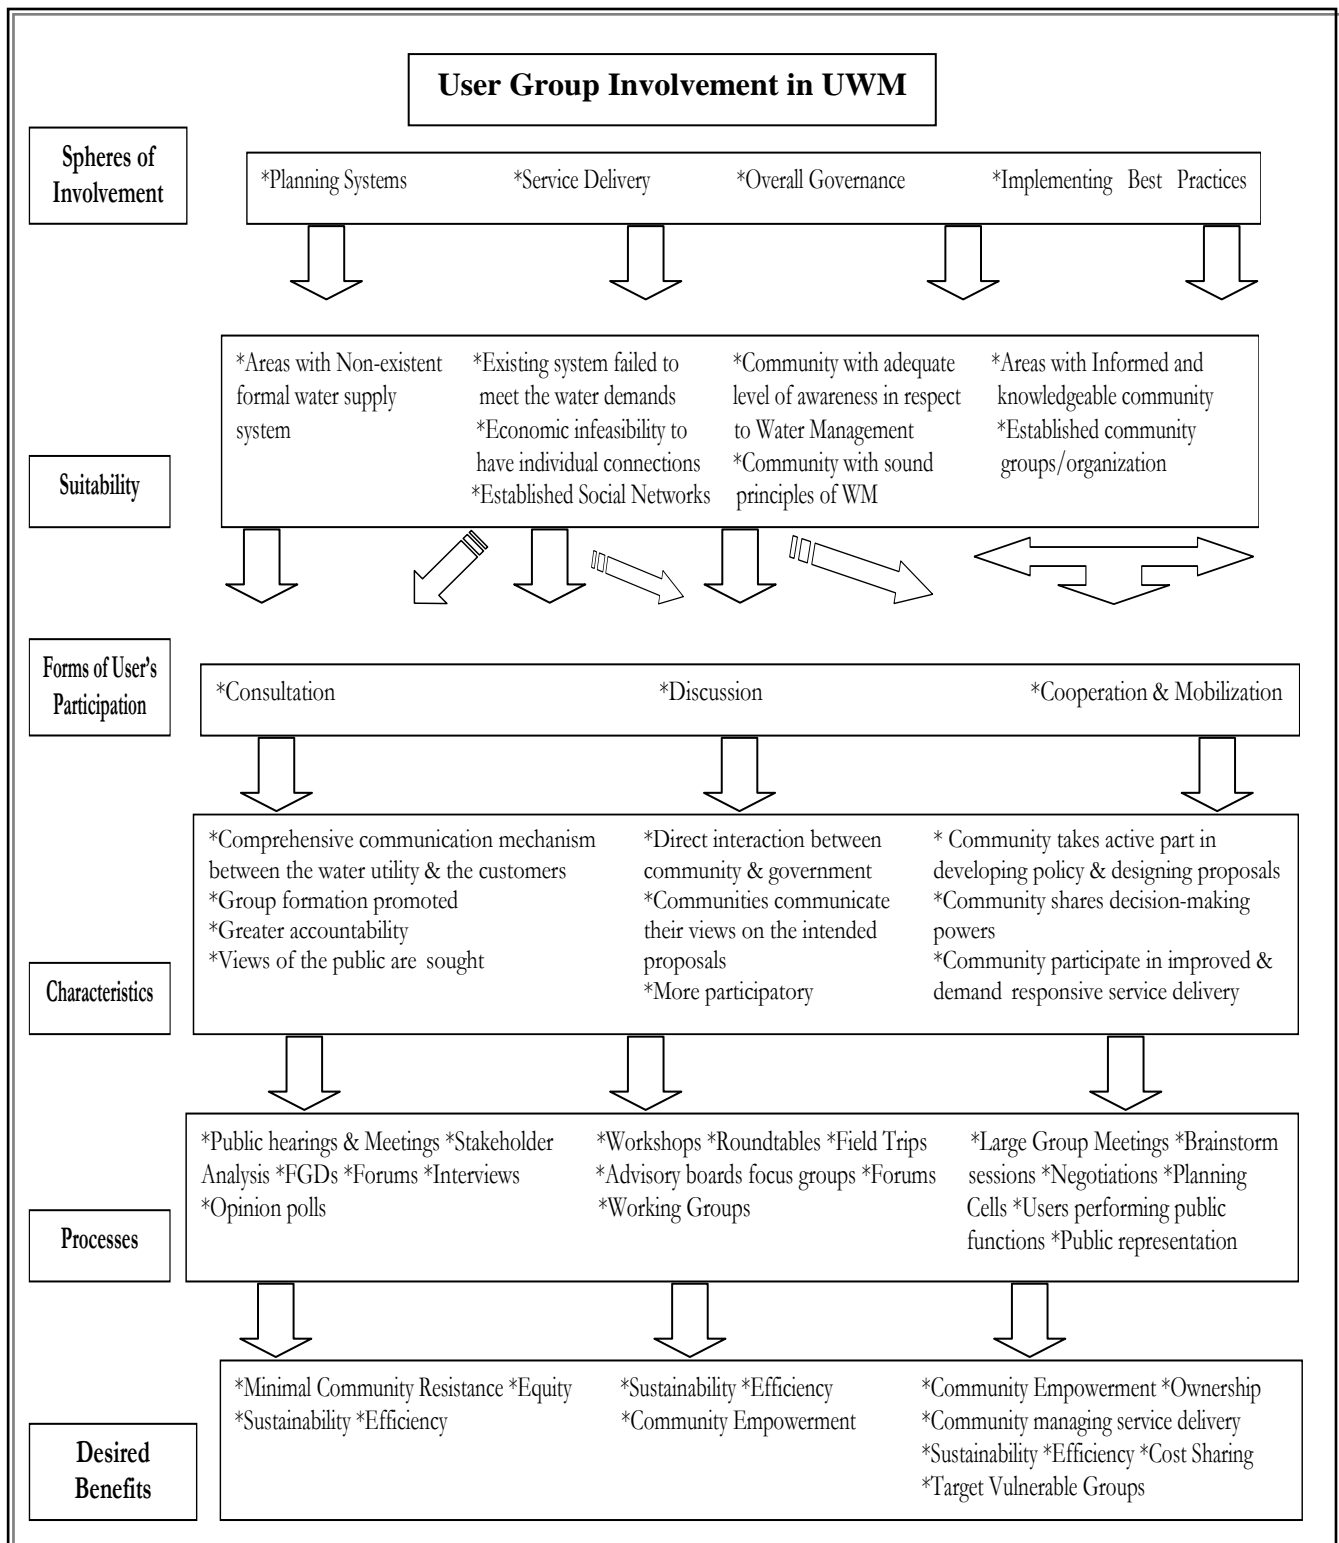 User Group Involvement in UWM
Spheres of
Involvement
*Planning Systems
*Service Delivery
*Overall Governance
*Implementing Best Practices
Suitability
*Areas with Non-existent
formal water supply
system
*Existing system failed to
meet the water demands
*Economic infeasibility to
have individual connections
*Established Social Networks
*Community with adequate
level of awareness in respect
to Water Management
*Community with sound
principles of WM
*Areas with Informed and
knowledgeable community
*Established community
groups/organization
Forms of User's
Participation
*Consultation
*Discussion
*Cooperation & Mobilization
Characteristics
*Comprehensive communication mechanism
between the water utility & the customers
*Group formation promoted
*Greater accountability
*Views of the public are sought
*Direct interaction between
community & government
*Communities communicate
their views on the intended
proposals
*More participatory
* Community takes active part in
developing policy & designing proposals
*Community shares decision-making
powers
*Community participate in improved &
demand responsive service delivery
Processes
*Public hearings & Meetings *Stakeholder
Analysis *FGDs *Forums *Interviews
*Opinion polls
*Workshops *Roundtables *Field Trips
*Advisory boards focus groups *Forums
*Working Groups
*Large Group Meetings *Brainstorm
sessions *Negotiations *Planning
Cells *Users performing public
functions *Public representation
Desired
Benefits
*Minimal Community Resistance *Equity
*Sustainability *Efficiency
*Sustainability *Efficiency
*Community Empowerment
*Community Empowerment *Ownership
*Community managing service delivery
*Sustainability *Efficiency *Cost Sharing
*Target Vulnerable Groups